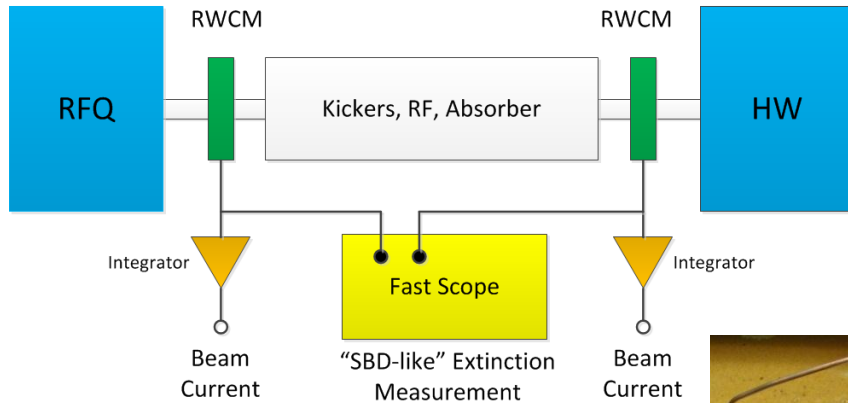 RWCM
RWCM
RFQ
Kickers, RF, Absorber
HW
Integrator
Fast Scope
Integrator
Beam
Current
“SBD-like” Extinction
Measurement
Beam
Current